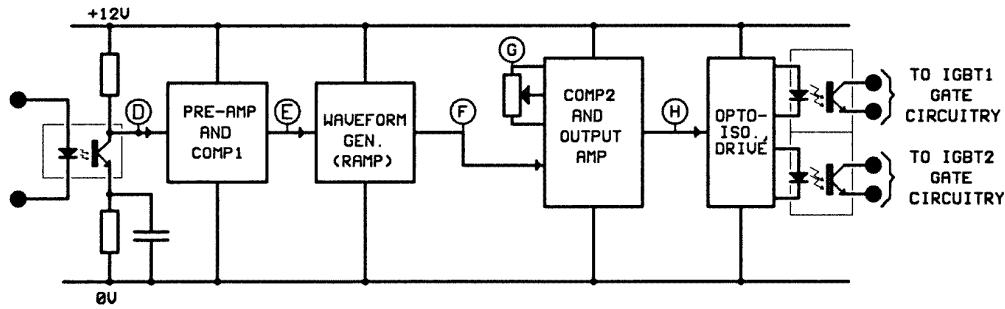 +12V
D
PRE-AMP
AND
COMP1
E
WAVEFORM
GEN.
(RAMP)
F
G
COMP2
AND
OUTPUT
AMP
H
OPTO-
ISO.,
DRIVE
TO IGBT1
GATE
CIRCUITRY
TO IGBT2
GATE
CIRCUITRY
0V